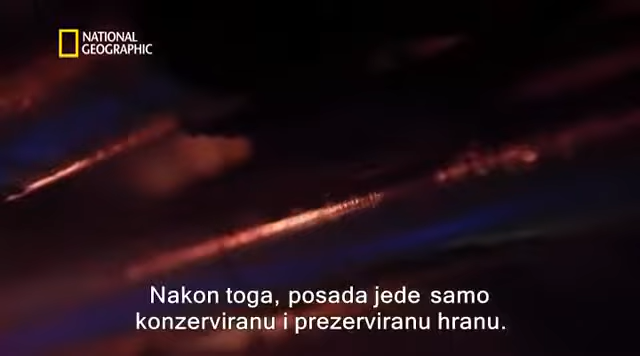 NATIONAL
GEOGRAPHIC
Nakon toga, posada jede samo
konzerviranu i prezerviranu hranu.